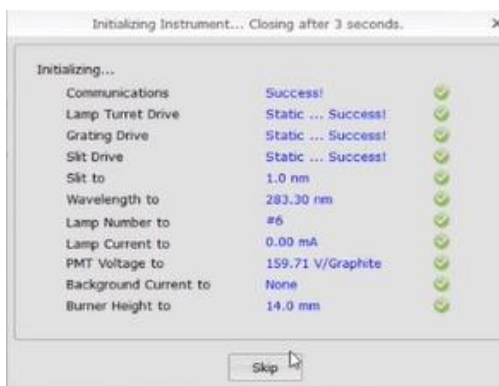 Initializing Instrument... Closing after 3 seconds.
Initializing...
Communications Success!
Lamp Turret Drive Static ... Success!
Grating Drive Static ... Success!
Slit Drive Static ... Success!
Slit to 1.0 nm
Wavelength to 283.30 nm
Lamp Number to #6
Lamp Current to 0.00 mA
PMT Voltage to 159.71 V/Graphite
Background Current to None
Burner Height to 14.0 mm
Skip